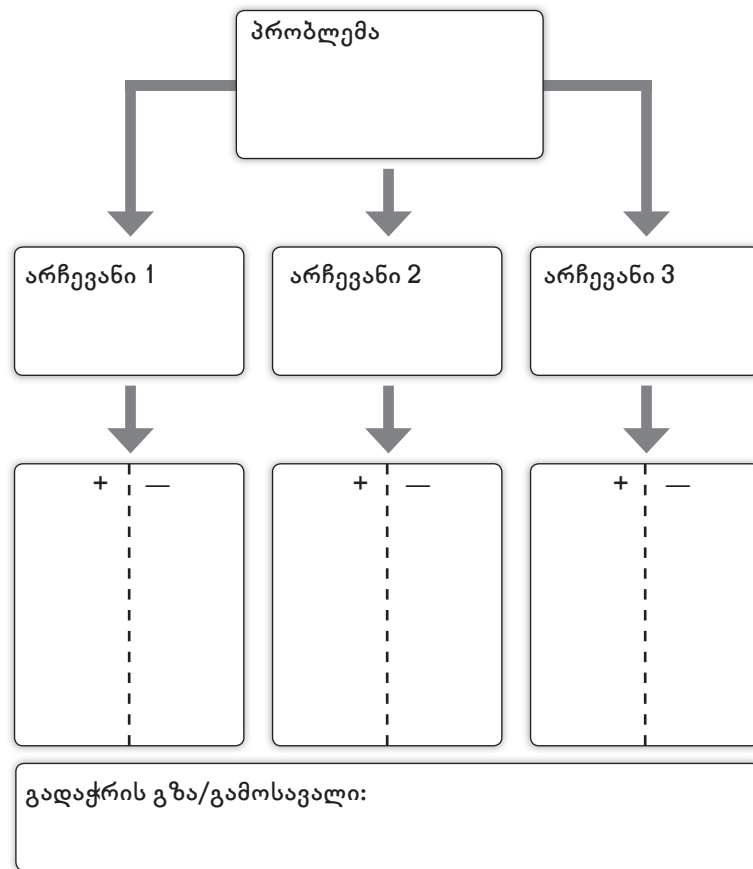 პრობლემა
არჩევანი 1
არჩევანი 2
არჩევანი 3
+ —
+ —
+ —
გადაჭრის გზა/გამოსავალი: